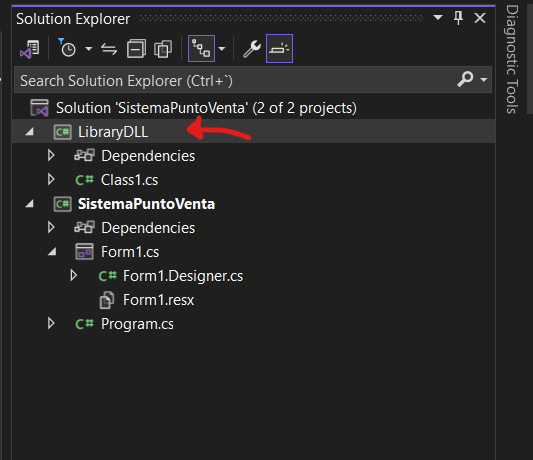 Solution Explorer
Search Solution Explorer (Ctrl+`)
Solution 'SistemaPuntoVenta' (2 of 2 projects)
C# LibraryDLL
Dependencies
C# Class1.cs
C# SistemaPuntoVenta
Dependencies
Form1.cs
C# Form1.Designer.cs
Form1.resx
C# Program.cs
Diagnostic Tools